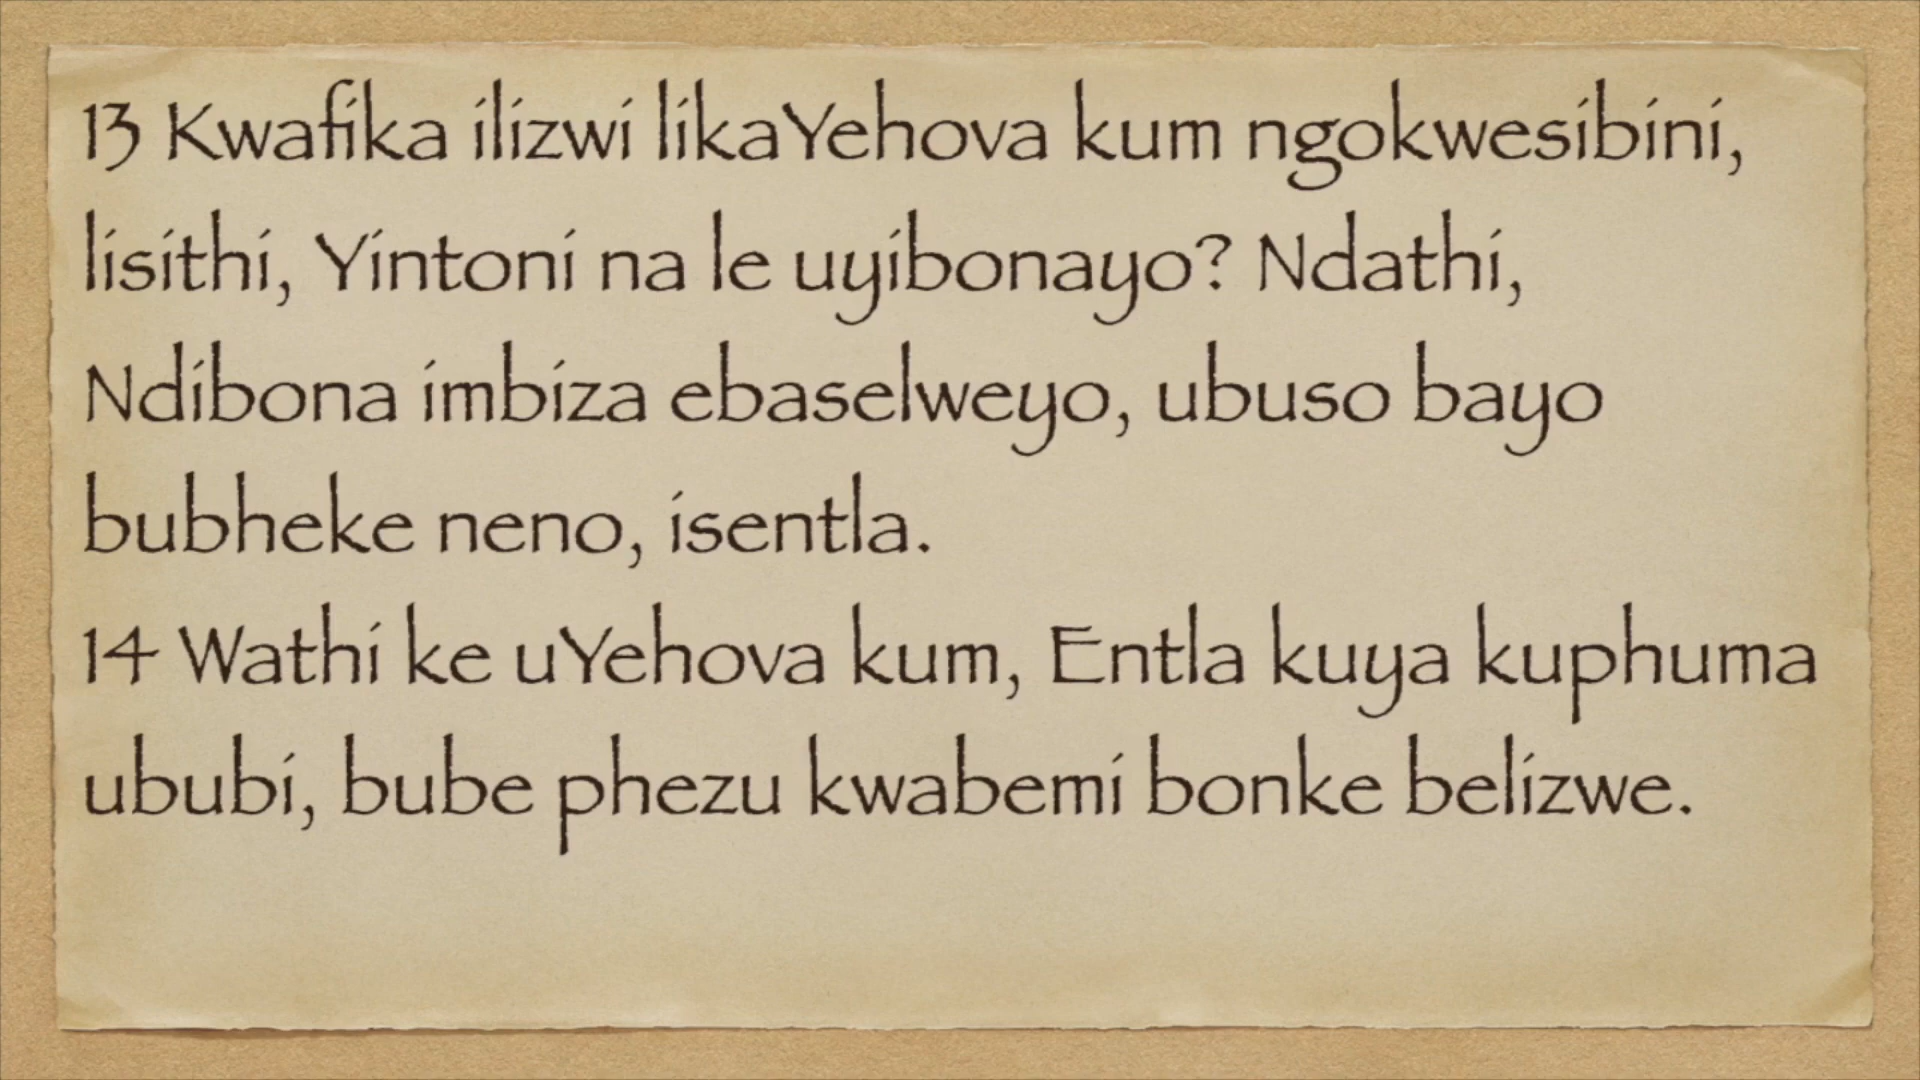 13 Kwafika ilizwi likaYehova kum ngokwesibini,
lisithi, Yintoni na le uyibonayo? Ndathi,
Ndibona imbiza ebaselweyo, ubuso bayo
bubheke neno, isentla.
14 Wathi ke uYehova kum, Entla kuya kuphuma
ububi, bube phezu kwabemi bonke belizwe.